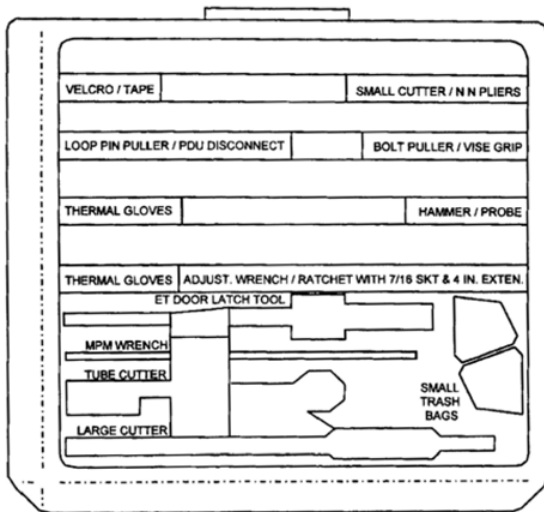 VELCRO / TAPE SMALL CUTTER / N N PLIERS
LOOP PIN PULLER / PDU DISCONNECT BOLT PULLER / VISE GRIP
THERMAL GLOVES HAMMER / PROBE
THERMAL GLOVES ADJUST. WRENCH / RATCHET WITH 7/16 SKT & 4 IN. EXTEN.
ET DOOR LATCH TOOL
MPM WRENCH
TUBE CUTTER
SMALL
TRASH
BAGS
LARGE CUTTER